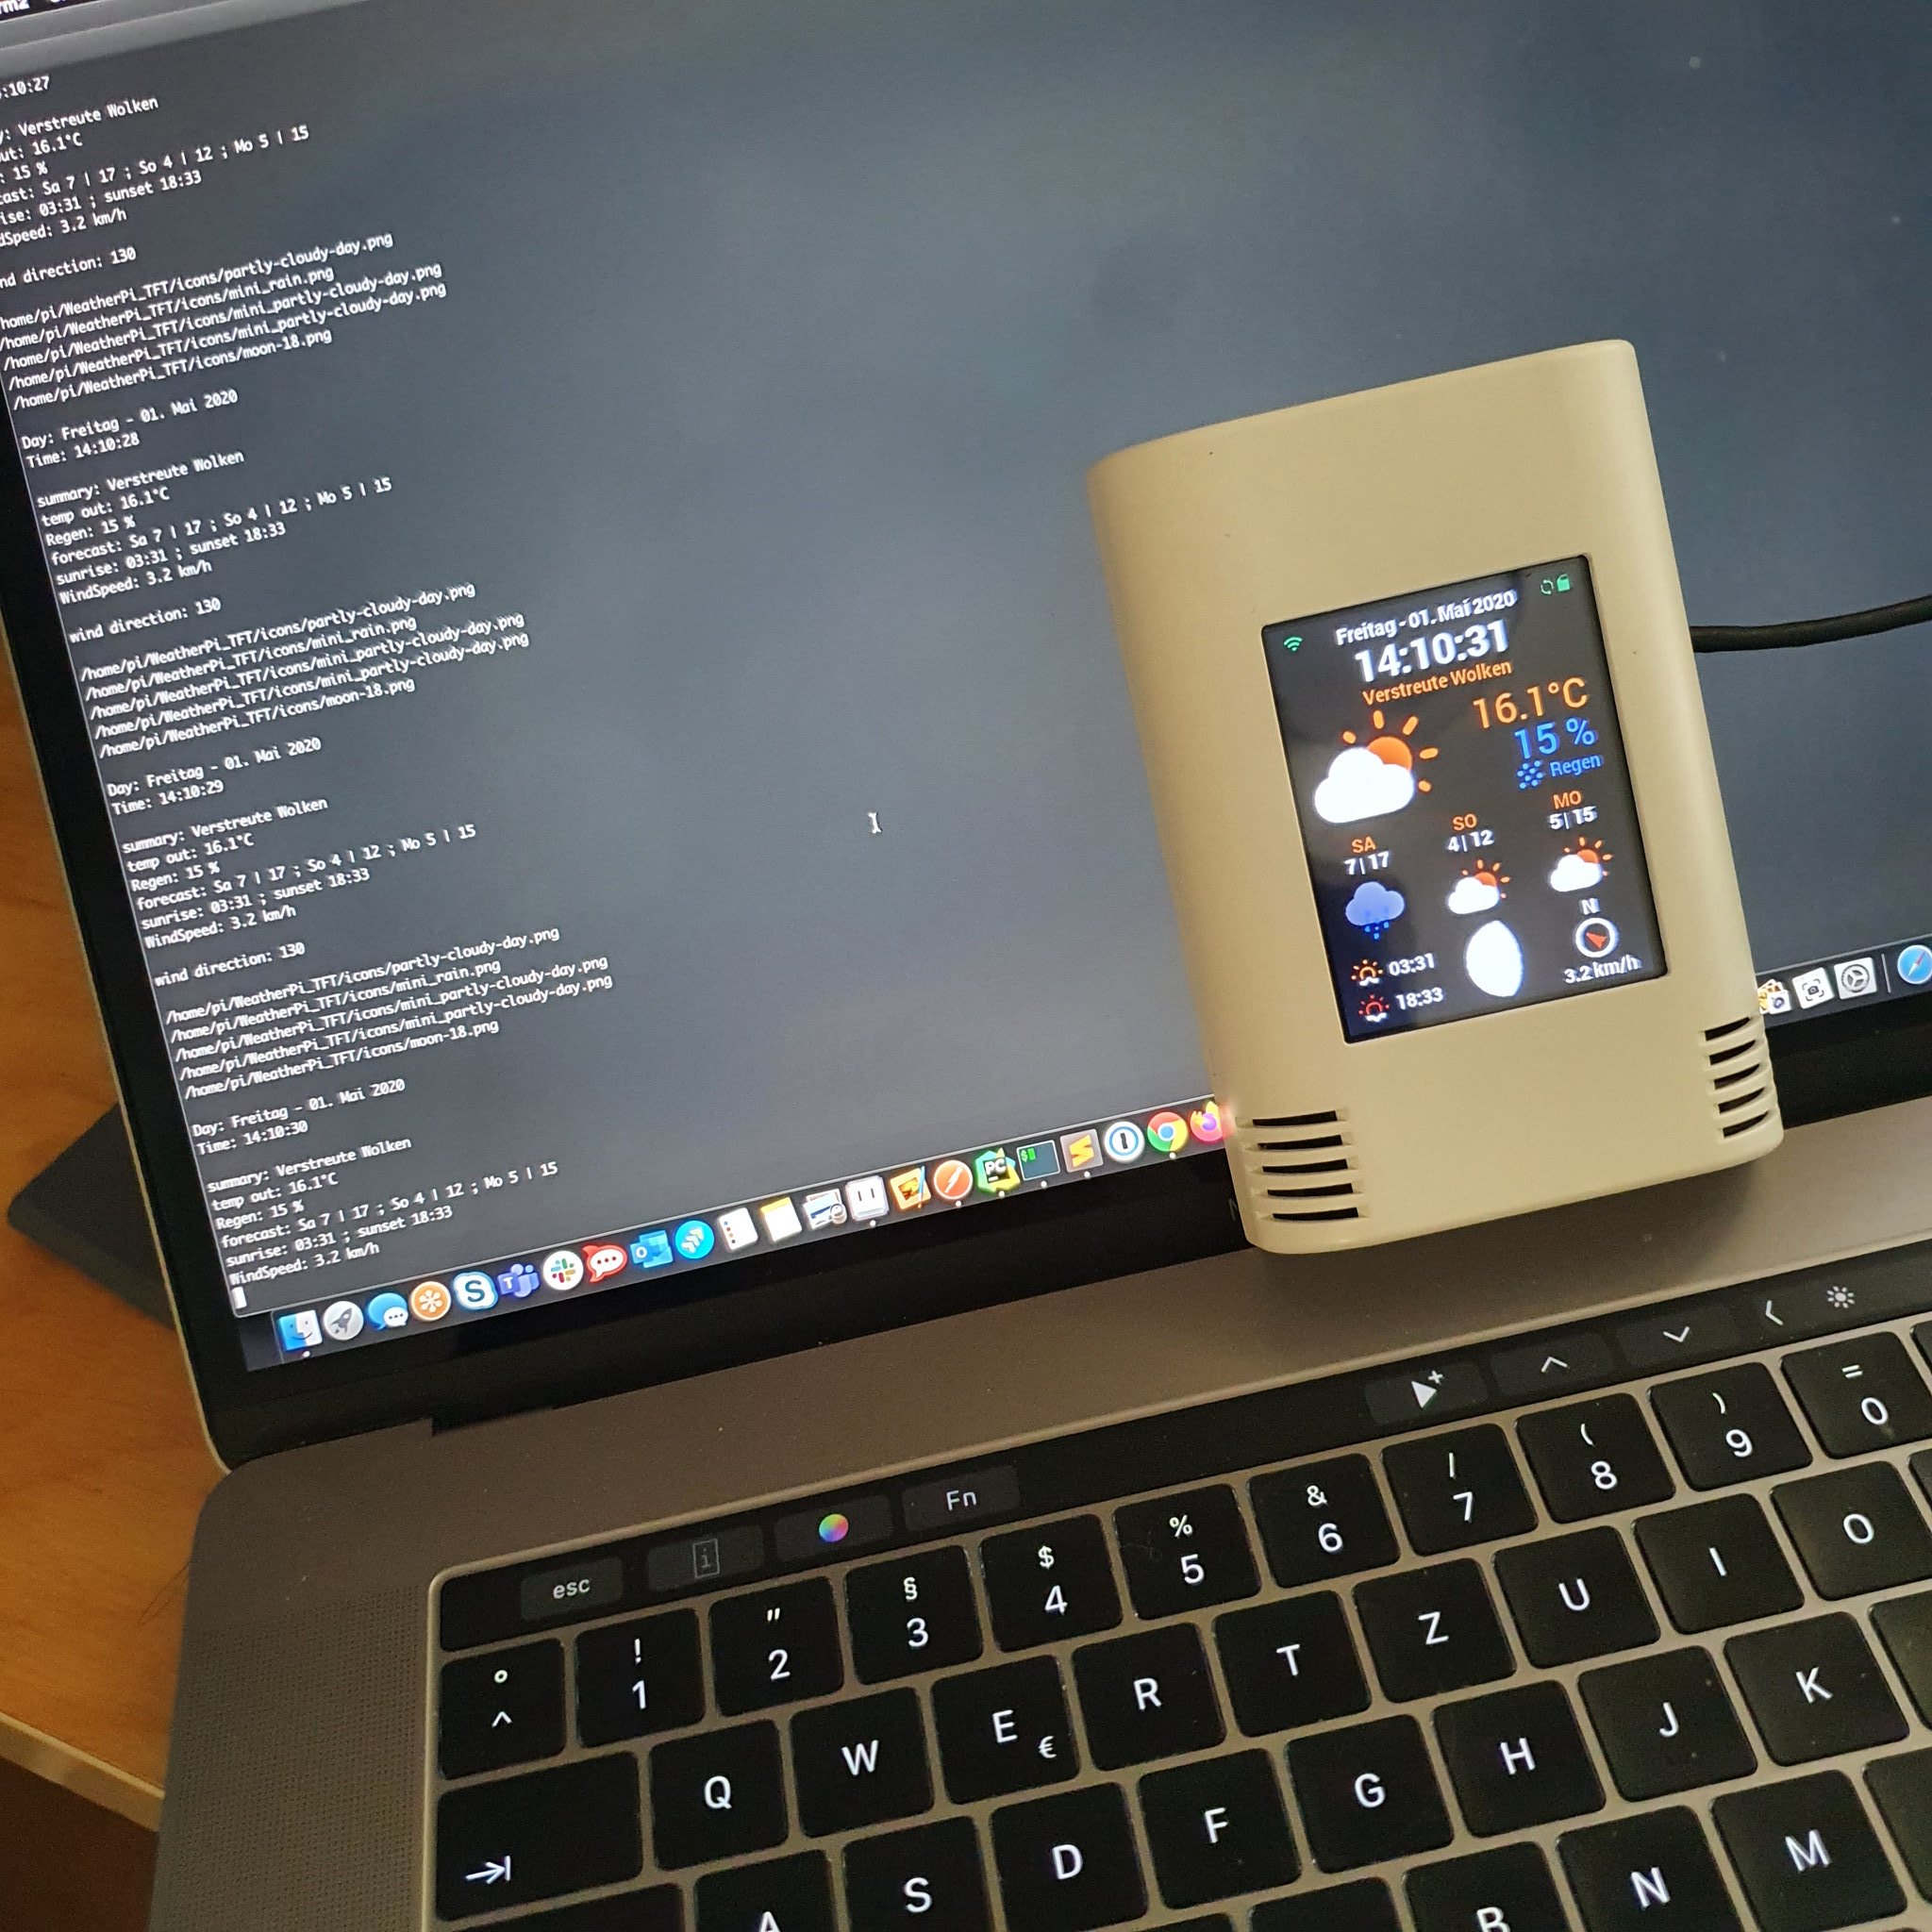 :10:27
: Verstreute Wolken
ut: 16.1°C
: 15 %
cast: Sa 7 | 17 ; So 4 | 12 ; Mo 5 | 15
ise: 03:31 ; sunset 18:33
dSpeed: 3.2 km/h
nd direction: 130
home/pi/WeatherPi_TFT/icons/partly-cloudy-day.png
/home/pi/WeatherPi_TFT/icons/mini_rain.png
/home/pi/WeatherPi_TFT/icons/mini_partly-cloudy-day.png
/home/pi/WeatherPi_TFT/icons/mini_partly-cloudy-day.png
/home/pi/WeatherPi_TFT/icons/moon-18.png
Day: Freitag - 01. Mai 2020
Time: 14:10:28
summary: Verstreute Wolken
temp out: 16.1°C
Regen: 15 %
forecast: Sa 7 | 17 ; So 4 | 12 ; Mo 5 | 15
sunrise: 03:31 ; sunset 18:33
WindSpeed: 3.2 km/h
wind direction: 130
/home/pi/WeatherPi_TFT/icons/partly-cloudy-day.png
/home/pi/WeatherPi_TFT/icons/mini_rain.png
/home/pi/WeatherPi_TFT/icons/mini_partly-cloudy-day.png
/home/pi/WeatherPi_TFT/icons/mini_partly-cloudy-day.png
/home/pi/WeatherPi_TFT/icons/moon-18.png
Day: Freitag - 01. Mai 2020
Time: 14:10:29
summary: Verstreute Wolken
temp out: 16.1°C
Regen: 15 %
forecast: Sa 7 | 17 ; So 4 | 12 ; Mo 5 | 15
sunrise: 03:31 ; sunset 18:33
WindSpeed: 3.2 km/h
wind direction: 130
/home/pi/WeatherPi_TFT/icons/partly-cloudy-day.png
/home/pi/WeatherPi_TFT/icons/mini_rain.png
/home/pi/WeatherPi_TFT/icons/mini_partly-cloudy-day.png
/home/pi/WeatherPi_TFT/icons/mini_partly-cloudy-day.png
/home/pi/WeatherPi_TFT/icons/moon-18.png
Day: Freitag - 01. Mai 2020
Time: 14:10:30
summary: Verstreute Wolken
temp out: 16.1°C
Regen: 15 %
forecast: Sa 7 | 17 ; So 4 | 12 ; Mo 5 | 15
sunrise: 03:31 ; sunset 18:33
WindSpeed: 3.2 km/h
Freitag - 01. Mai 2020
14:10:31
Verstreute Wolken
16.1°C
15 %
Regen
SA SO MO
7|17 4|12 5|15
N
03:31
18:33
3.2 km/h
PC
$
S
T
O
esc Fn
° ! " § $ % & / ( ) =
^ 1 2 3 4 5 6 7 8 9 0
Q W E € R T Z U I O
A S D F G H J K
B N M